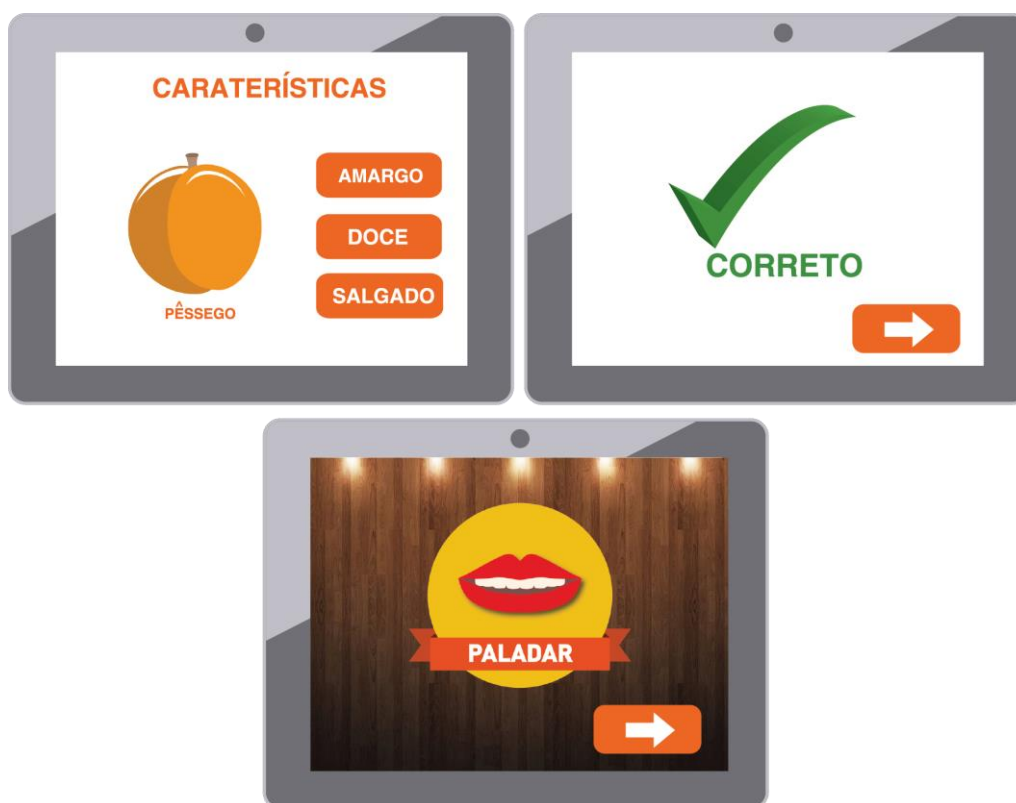 CARATERÍSTICAS
AMARGO
DOCE
SALGADO
PÊSSEGO
CORRETO
PALADAR